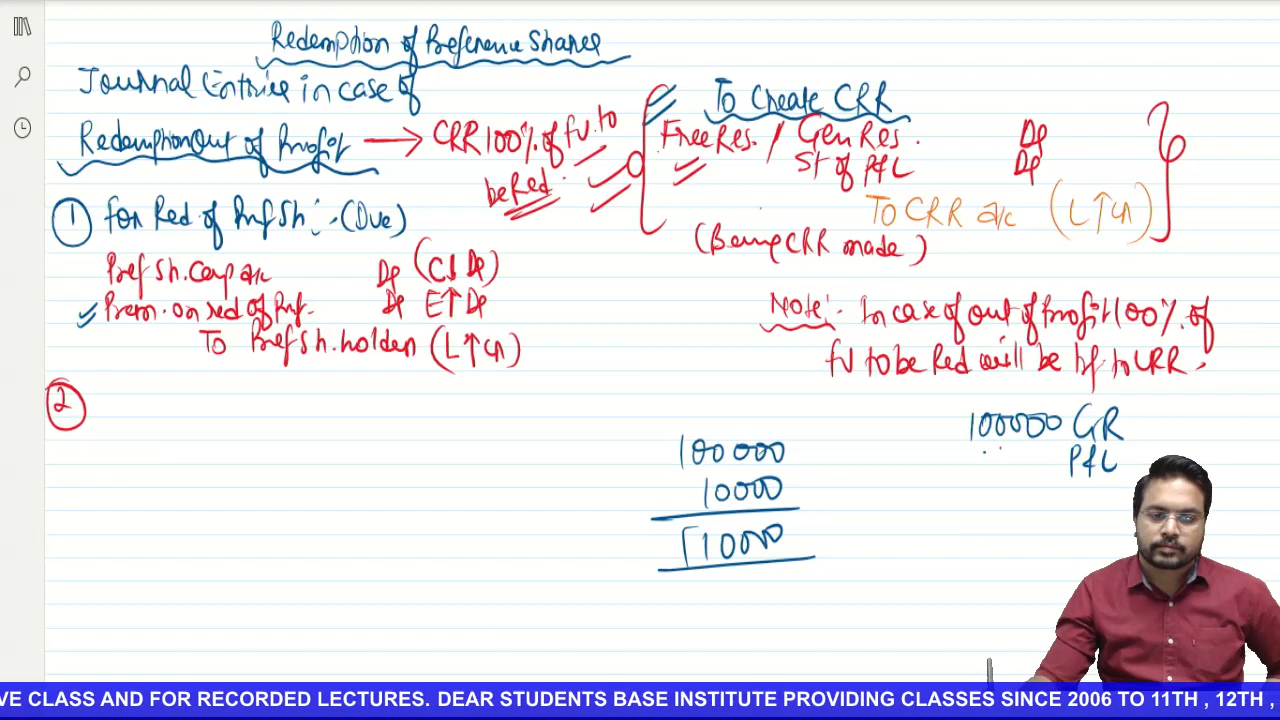 Redemption of Preference Shares
Journal Entries in case of
Redemption Out of Profit → CRR 100% of FV. to
be Red.
To Create CRR
Free Res. / Gen Res. Dr
St of P&L Dr
To CRR a/c (L↑Cr)
(Being CRR made)
① For Red of Pref Sh :- (Due)
Pref Sh. Cap a/c Dr (C↓ Dr)
Prem. on red of Pref. Dr E↑ Dr
To Pref Sh. holders (L↑Cr)
Note:- In case of out of Profit 100% of
FV to be Red will be tf. to CRR.
②
100000 GR
P&L
100000
10000
11000
VE CLASS AND FOR RECORDED LECTURES. DEAR STUDENTS BASE INSTITUTE PROVIDING CLASSES SINCE 2006 TO 11TH , 12TH ,